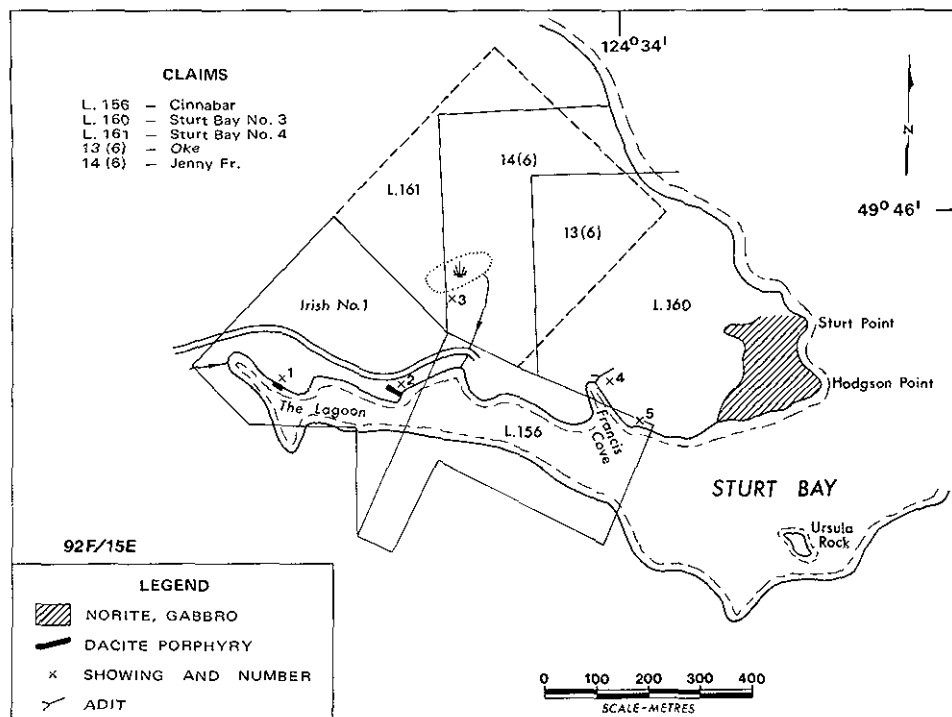 124° 34'
CLAIMS
L. 156 – Cinnabar
L. 160 – Sturt Bay No. 3
L. 161 – Sturt Bay No. 4
13 (6) – Oke
14 (6) – Jenny Fr.
N
49° 46'
14(6)
L.161
13(6)
3
Irish No.1
L.160
Sturt Point
Hodgson Point
1
2
4
5
The Lagoon
Francis Cove
L.156
STURT BAY
Ursula
Rock
92F/15E
LEGEND
NORITE, GABBRO
DACITE PORPHYRY
× SHOWING AND NUMBER
ADIT
0 100 200 300 400
SCALE-METRES